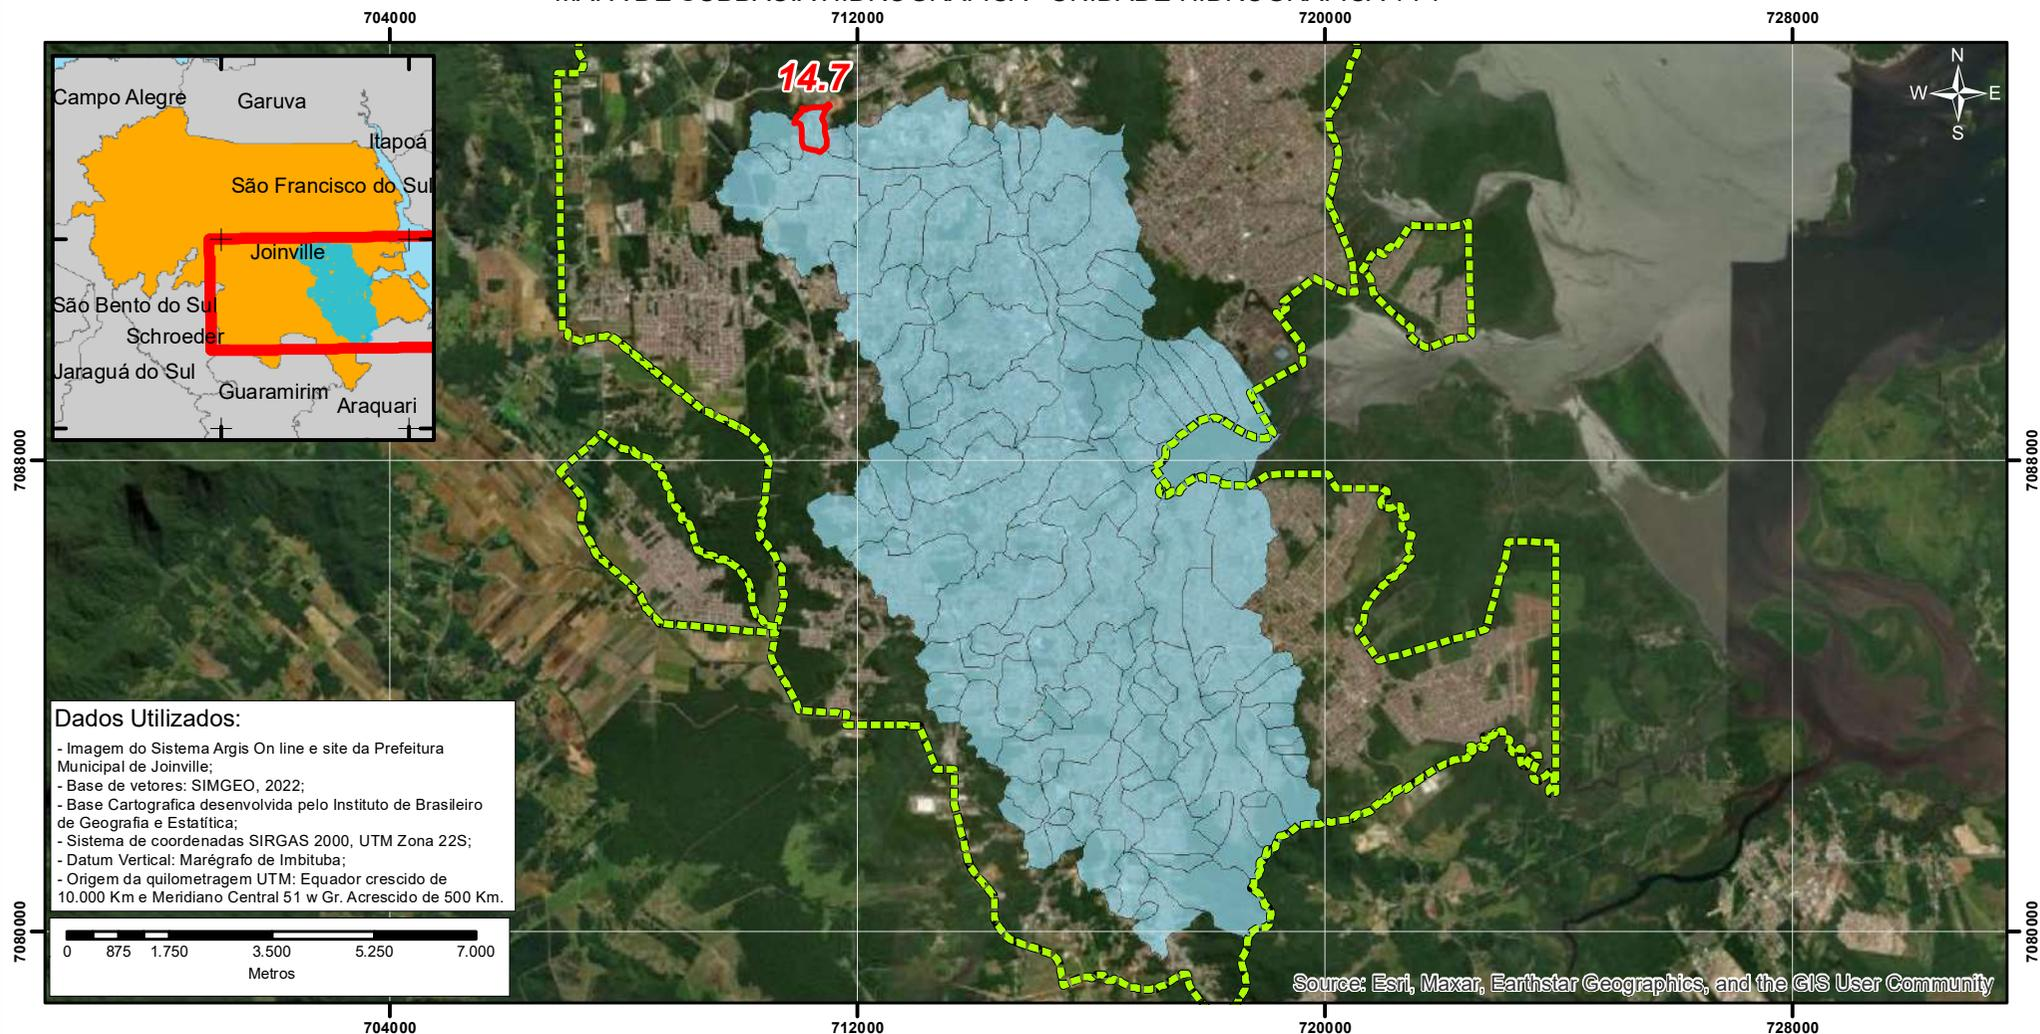 704000
712000
720000
728000
14.7
N
W
E
S
Campo Alegre
Garuva
Itapoá
São Francisco do Sul
Joinville
São Bento do Sul
Schroeder
Jaraguá do Sul
Guaramirim
Araquari
7088000
7088000
Dados Utilizados:
- Imagem do Sistema Argis On line e site da Prefeitura
Municipal de Joinville;
- Base de vetores: SIMGEO, 2022;
- Base Cartografica desenvolvida pelo Instituto de Brasileiro
de Geografia e Estatítica;
- Sistema de coordenadas SIRGAS 2000, UTM Zona 22S;
- Datum Vertical: Marégrafo de Imbituba;
- Origem da quilometragem UTM: Equador crescido de
10.000 Km e Meridiano Central 51 w Gr. Acrescido de 500 Km.
7080000
7080000
0 875 1.750 3.500 5.250 7.000
Metros
Source: Esri, Maxar, Earthstar Geographics, and the GIS User Community
704000
712000
720000
728000